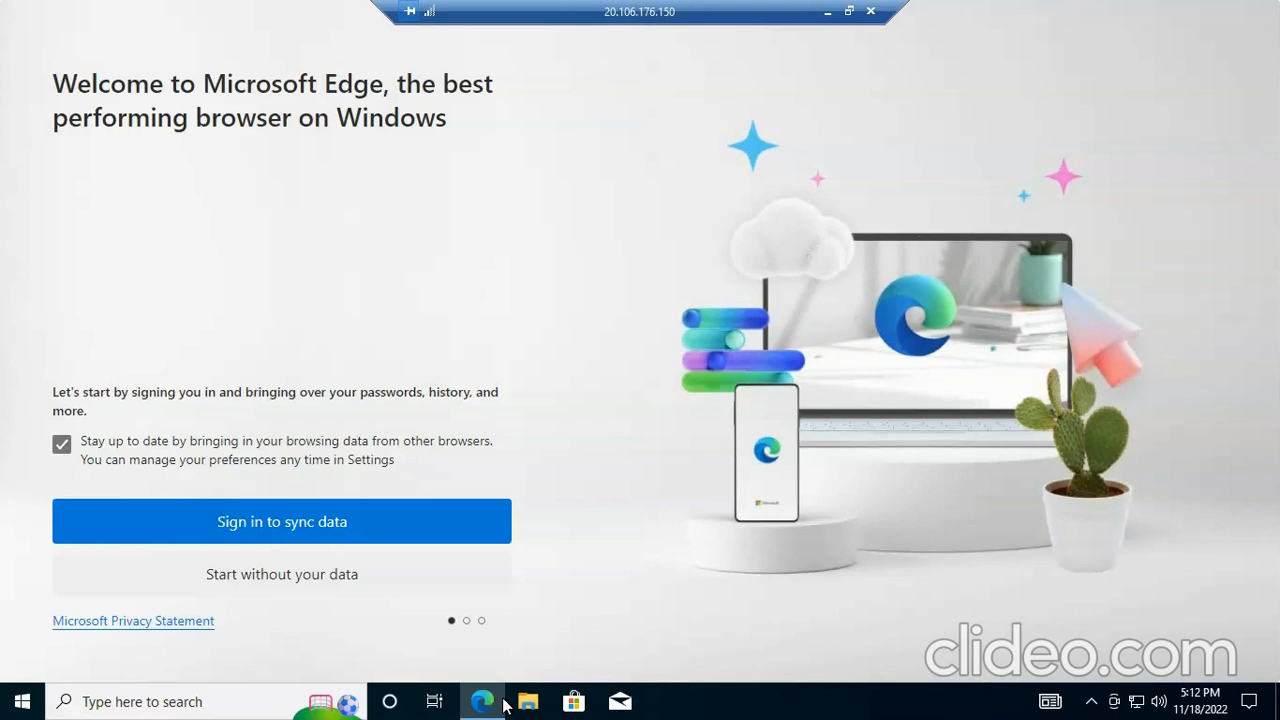 20.106.176.150
Welcome to Microsoft Edge, the best
performing browser on Windows
Let's start by signing you in and bringing over your passwords, history, and
more.
Stay up to date by bringing in your browsing data from other browsers.
You can manage your preferences any time in Settings
Sign in to sync data
Start without your data
Microsoft Privacy Statement
Microsoft
clideo.com
Type here to search
5:12 PM
11/18/2022